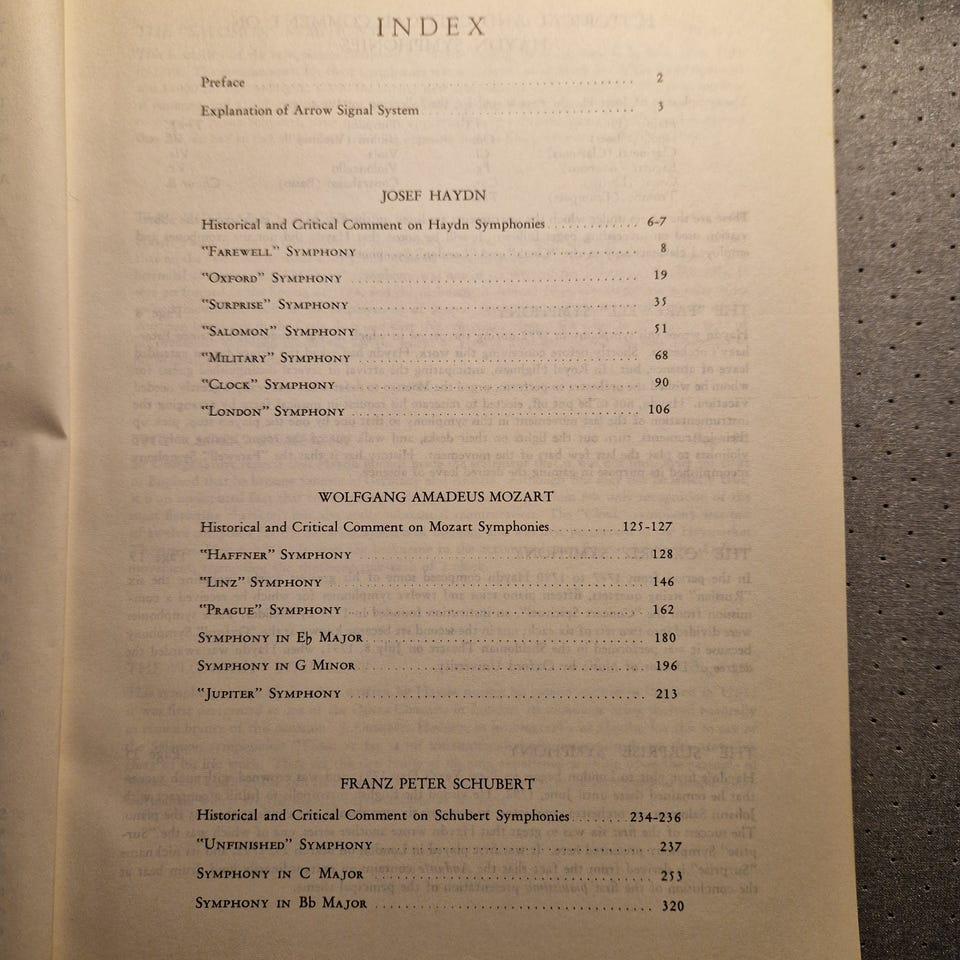 INDEX
Preface ................................................ 2
Explanation of Arrow Signal System ........................ 3
JOSEF HAYDN
Historical and Critical Comment on Haydn Symphonies ............ 6-7
"FAREWELL" SYMPHONY ........................................ 8
"OXFORD" SYMPHONY ........................................ 19
"SURPRISE" SYMPHONY ........................................ 35
"SALOMON" SYMPHONY ........................................ 51
"MILITARY" SYMPHONY ........................................ 68
"CLOCK" SYMPHONY ........................................ 90
"LONDON" SYMPHONY ........................................ 106
WOLFGANG AMADEUS MOZART
Historical and Critical Comment on Mozart Symphonies .......... 125-127
"HAFFNER" SYMPHONY ........................................ 128
"LINZ" SYMPHONY ........................................ 146
"PRAGUE" SYMPHONY ........................................ 162
SYMPHONY IN E♭ MAJOR ........................................ 180
SYMPHONY IN G MINOR ........................................ 196
"JUPITER" SYMPHONY ........................................ 213
FRANZ PETER SCHUBERT
Historical and Critical Comment on Schubert Symphonies ........ 234-236
"UNFINISHED" SYMPHONY ........................................ 237
SYMPHONY IN C MAJOR ........................................ 253
SYMPHONY IN Bb MAJOR ........................................ 320